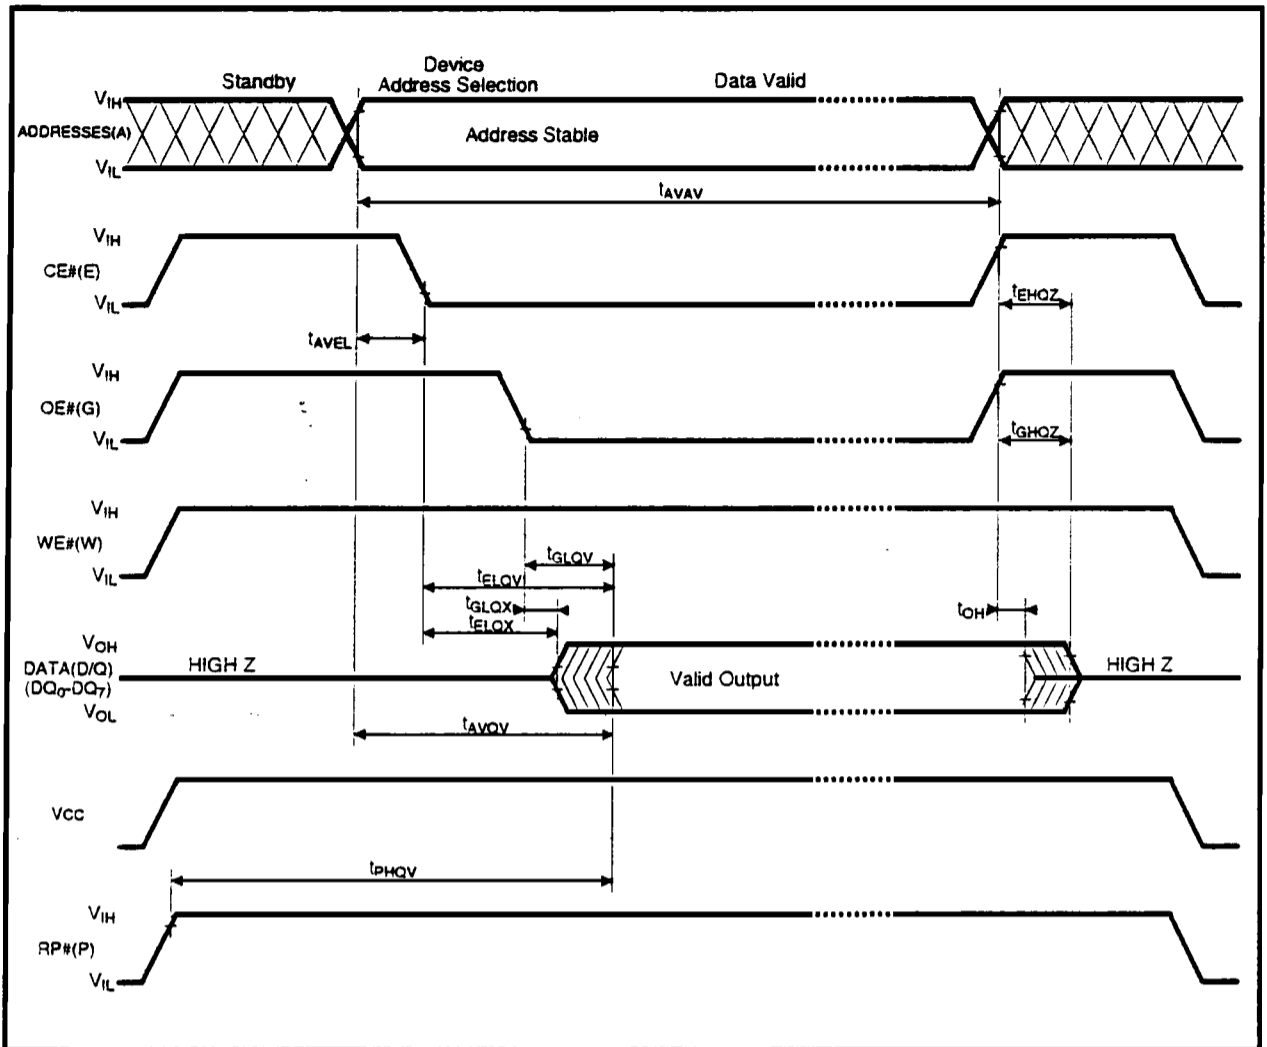 Device
Standby Address Selection Data Valid
VIH
ADDRESSES(A) Address Stable
VIL
tAVAV
VIH
CE#(E)
VIL
tEHQZ
tAVEL
VIH
OE#(G)
VIL
tGHQZ
VIH
WE#(W)
VIL
tGLQV
tELQV
tGLQX
tOH
tELQX
VOH
DATA(D/Q) HIGH Z Valid Output HIGH Z
(DQ0-DQ7)
VOL
tAVQV
VCC
tPHQV
VIH
RP#(P)
VIL